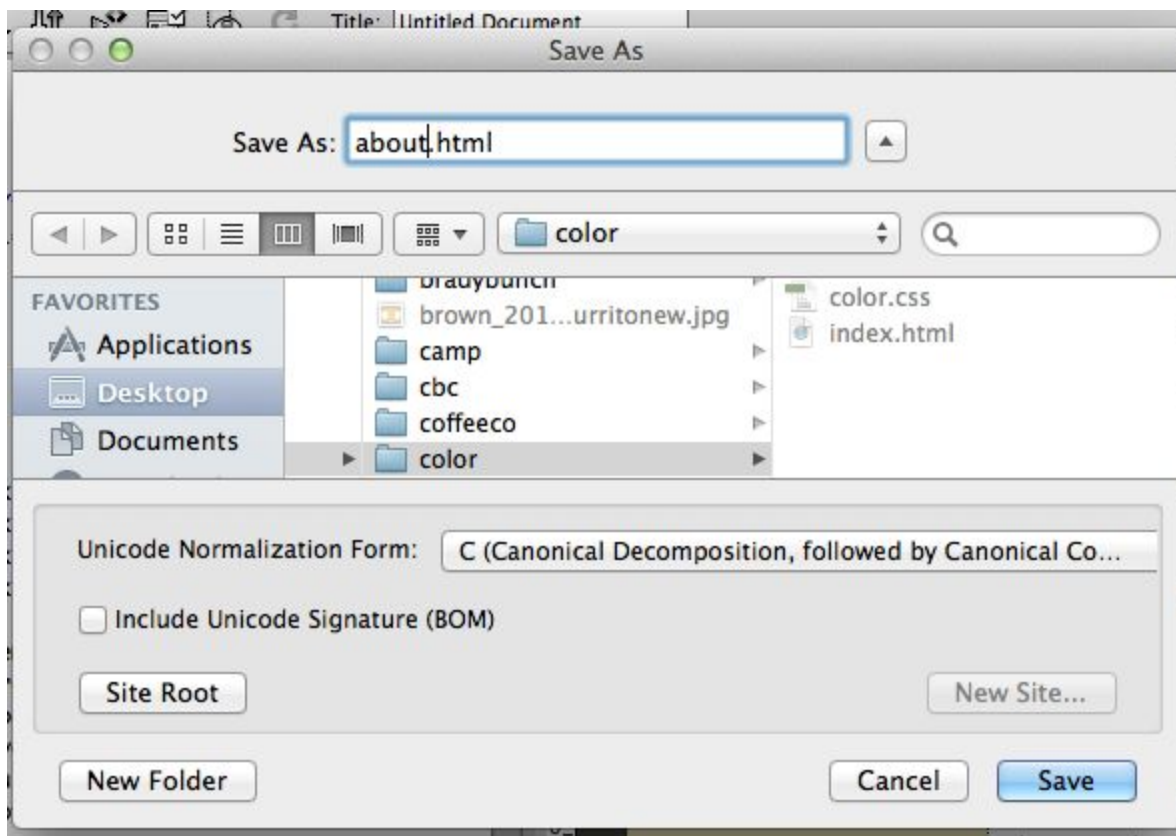 Title: Untitled Document
Save As
Save As: about.html
color
FAVORITES
Applications
Desktop
Documents
bradybunch
brown_201...urritonew.jpg
camp
cbc
coffeeco
color
color.css
index.html
Unicode Normalization Form: C (Canonical Decomposition, followed by Canonical Co...
Include Unicode Signature (BOM)
Site Root
New Site...
New Folder
Cancel
Save